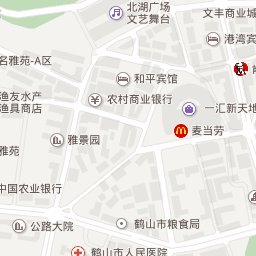 北湖广场
文艺舞台
文丰商业城
港湾宾
名雅苑-A区
和平宾馆
渔友水产
渔具商店
农村商业银行
一汇新天地
麦当劳
雅景园
雅苑
中国农业银行
公路大院
鹤山市粮食局
鹤山市人民医院